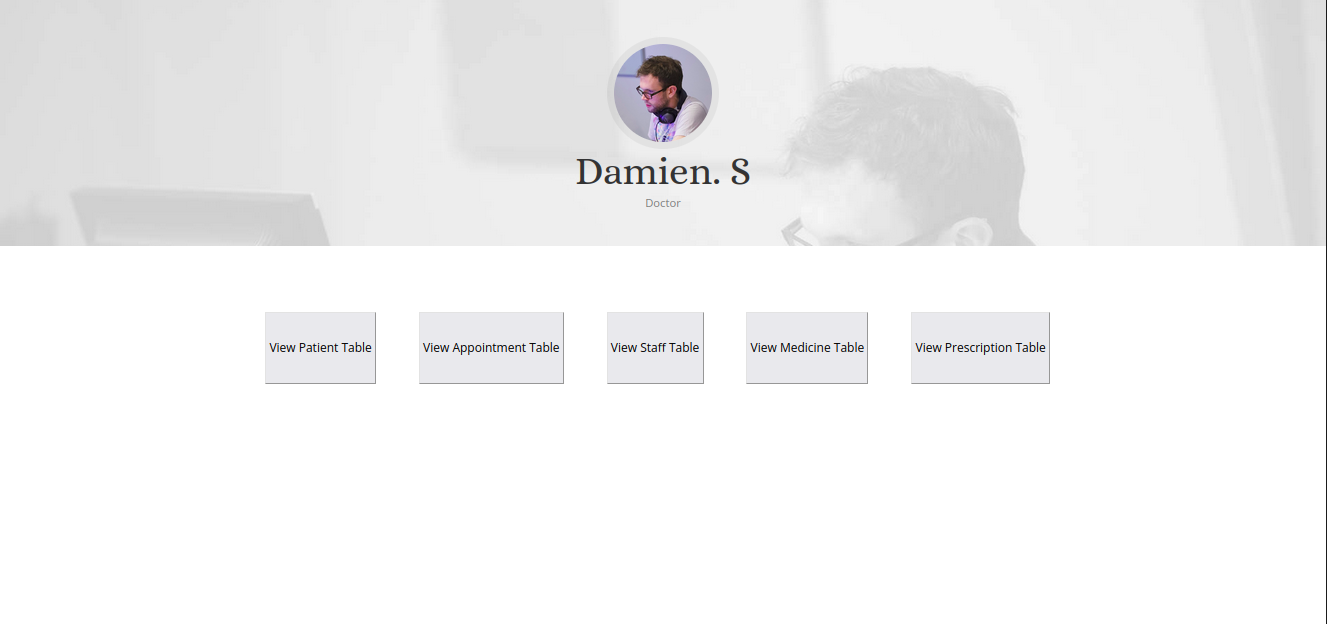 Damien. S
Doctor
View Patient Table
View Appointment Table
View Staff Table
View Medicine Table
View Prescription Table